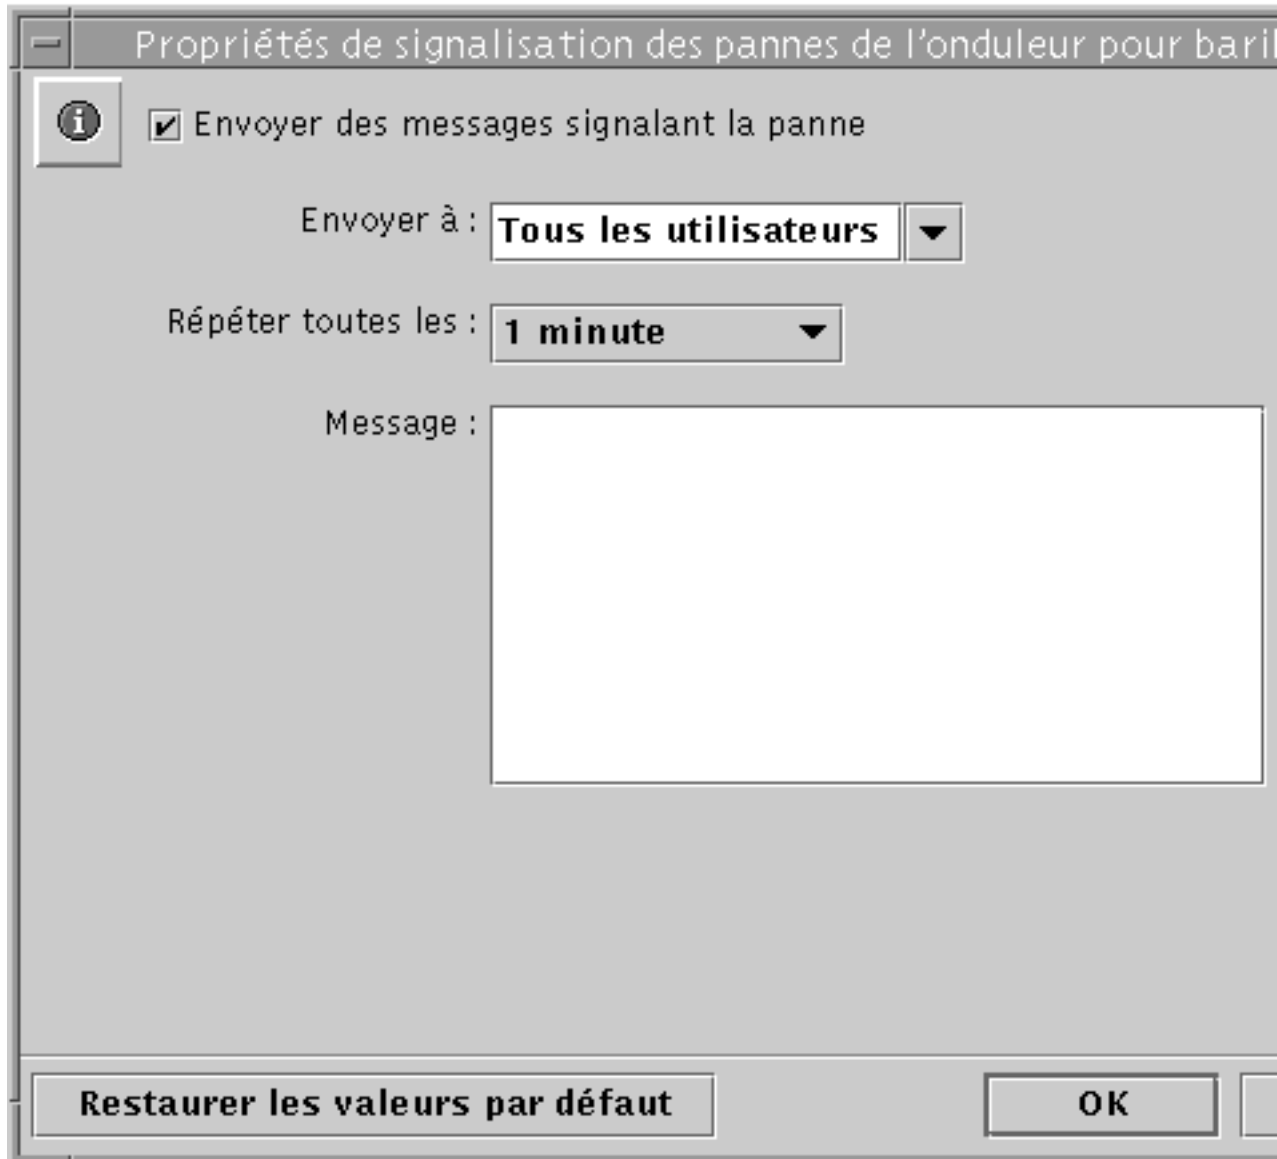 Propriétés de signalisation des pannes de l'onduleur pour
Envoyer des messages signalant la panne
Envoyer à :
Tous les utilisateurs
Répéter toutes les :
1 minute
Message :
Restaurer les valeurs par défaut
OK